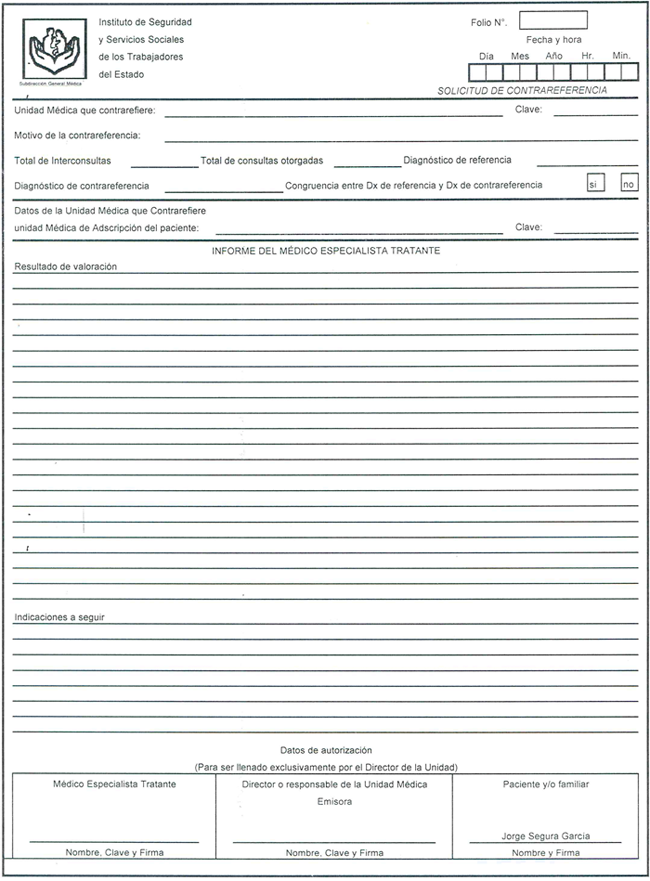 Instituto de Seguridad
y Servicios Sociales
de los Trabajadores
del Estado
Subdirección General Médica
Folio N°.
Fecha y hora
Día Mes Año Hr. Min.
SOLICITUD DE CONTRAREFERENCIA
Unidad Médica que contrarefiere: Clave:
Motivo de la contrareferencia:
Total de Interconsultas Total de consultas otorgadas Diagnóstico de referencia
Diagnóstico de contrareferencia Congruencia entre Dx de referencia y Dx de contrareferencia si no
Datos de la Unidad Médica que Contrarefiere
unidad Médica de Adscripción del paciente: Clave:
INFORME DEL MÉDICO ESPECIALISTA TRATANTE
Resultado de valoración
Indicaciones a seguir
Datos de autorización
(Para ser llenado exclusivamente por el Director de la Unidad)
Médico Especialista Tratante Director o responsable de la Unidad Médica Paciente y/o familiar
Emisora
Jorge Segura Garcia
Nombre, Clave y Firma Nombre, Clave y Firma Nombre y Firma